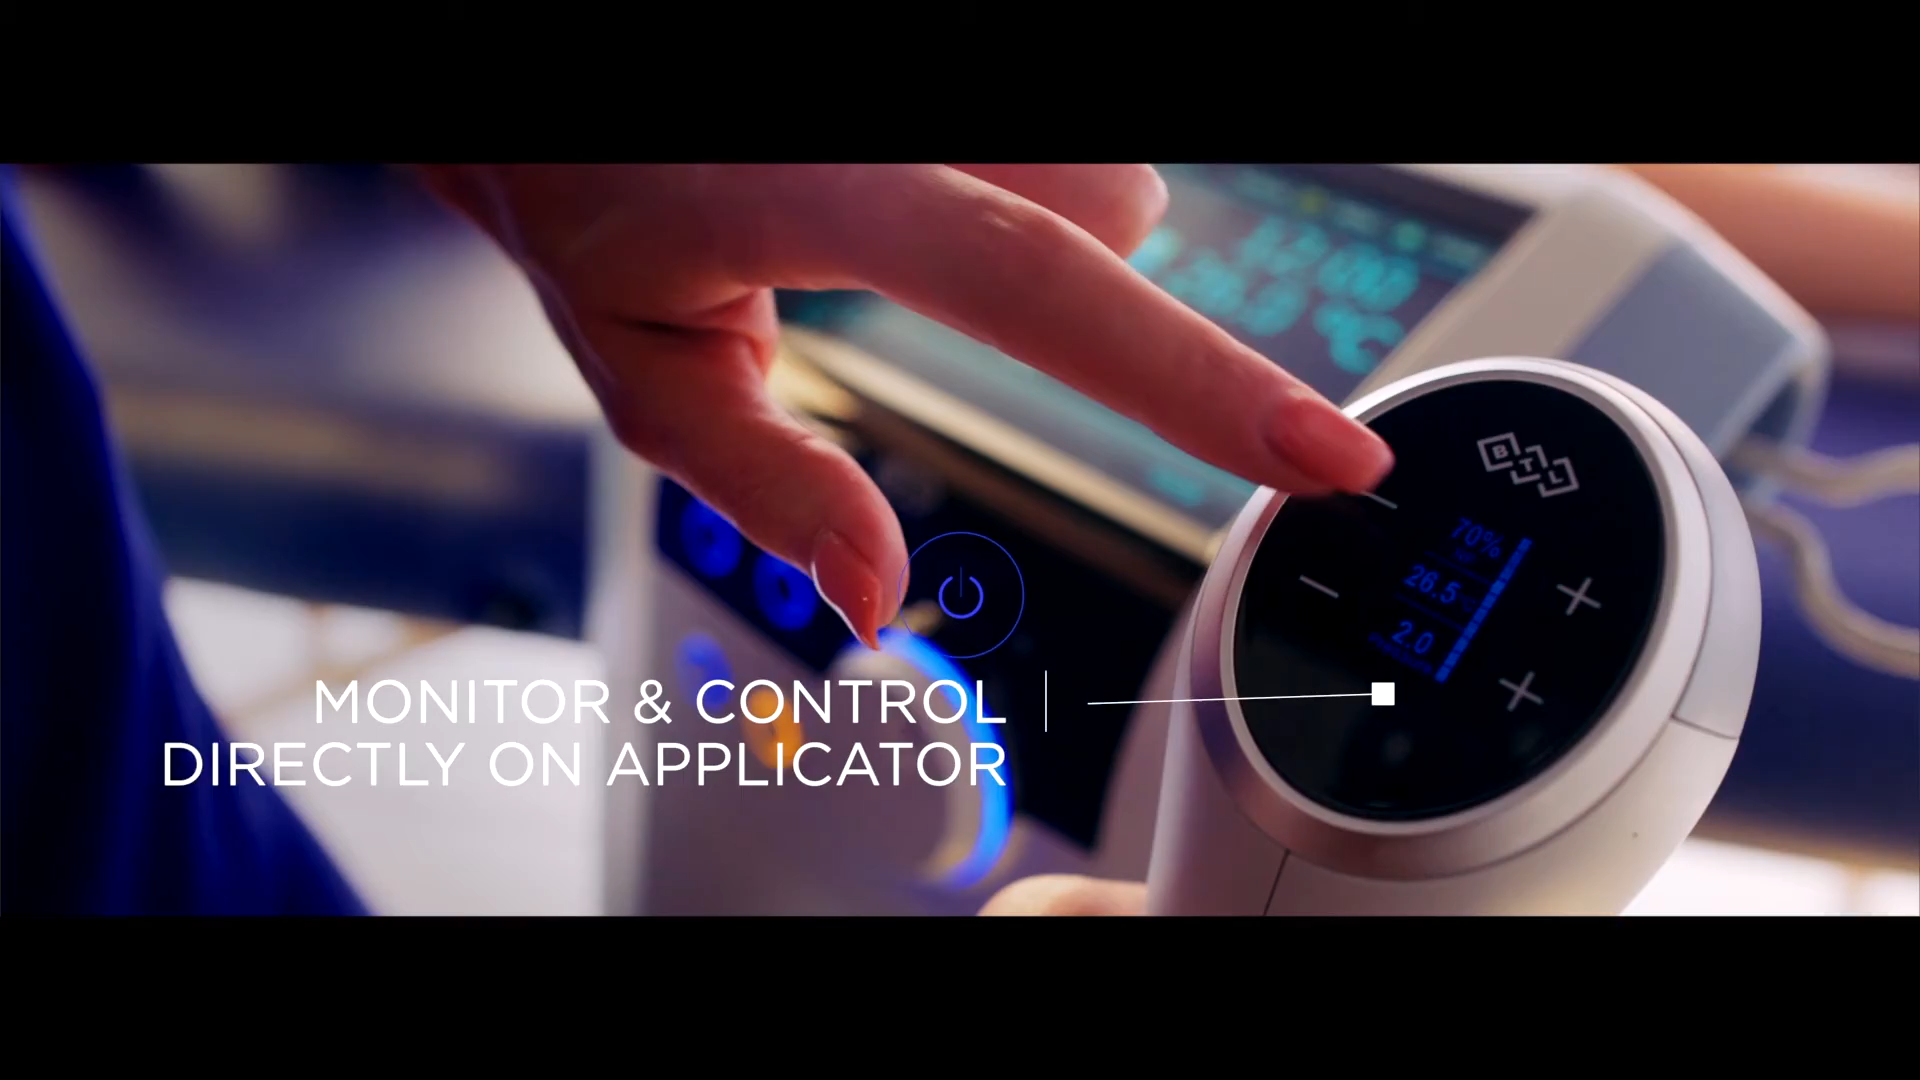 BTL
70%
26.5
2.0
MONITOR & CONTROL
DIRECTLY ON APPLICATOR